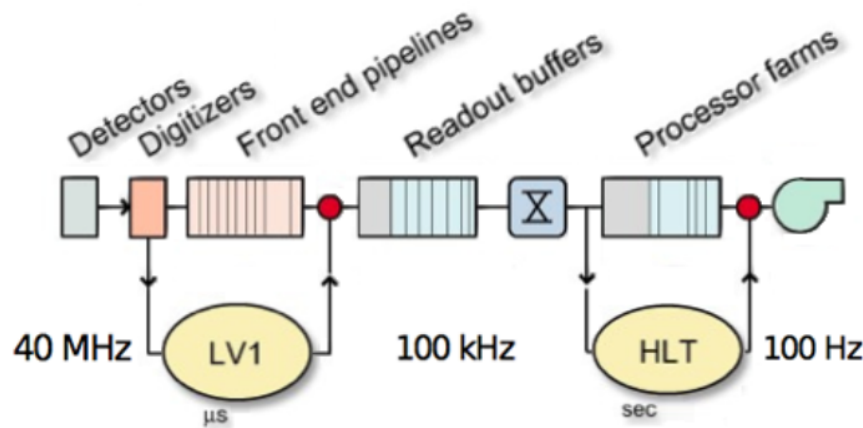 Detectors
Digitizers
Front end pipelines
Readout buffers
Processor farms
40 MHz
LV1
µs
100 kHz
HLT
sec
100 Hz